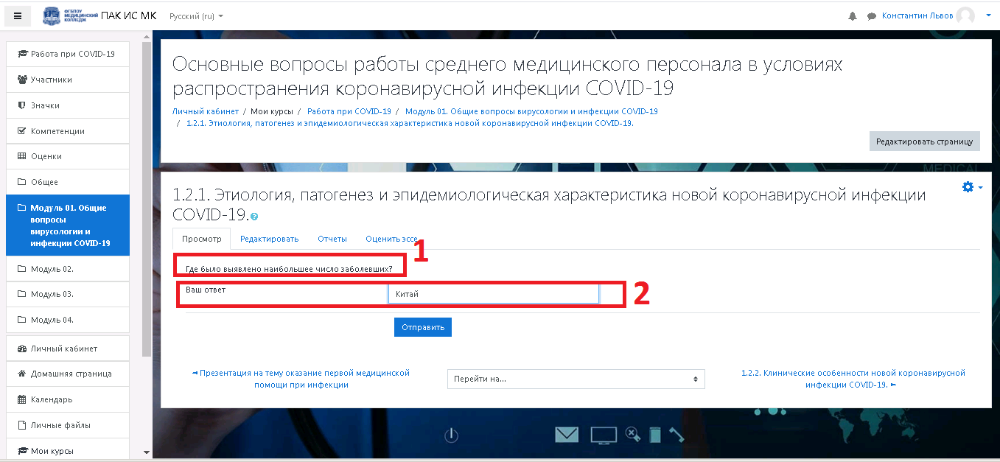 ФГБПОУ
МЕДИЦИНСКИЙ
КОЛЛЕДЖ
ПАК ИС МК
Русский (ru)
Константин Львов
Работа при COVID-19
Участники
Значки
Компетенции
Оценки
Общее
Модуль 01. Общие
вопросы
вирусологии и
инфекции COVID-19
Модуль 02.
Модуль 03.
Модуль 04.
Личный кабинет
Домашняя страница
Календарь
Личные файлы
Мои курсы
Основные вопросы работы среднего медицинского персонала в условиях
распространения коронавирусной инфекции COVID-19
Личный кабинет / Мои курсы / Работа при COVID-19 / Модуль 01. Общие вопросы вирусологии и инфекции COVID-19
/ 1.2.1. Этиология, патогенез и эпидемиологическая характеристика новой коронавирусной инфекции COVID-19.
Редактировать страницу
MEDICAL
1.2.1. Этиология, патогенез и эпидемиологическая характеристика новой коронавирусной инфекции
COVID-19.
Просмотр Редактировать Отчеты Оценить эссе
1
Где было выявлено наибольшее число заболевших?
Ваш ответ Китай
2
Отправить
◄ Презентация на тему оказание первой медицинской
помощи при инфекции
Перейти на...
1.2.2. Клинические особенности новой коронавирусной
инфекции COVID-19. ►